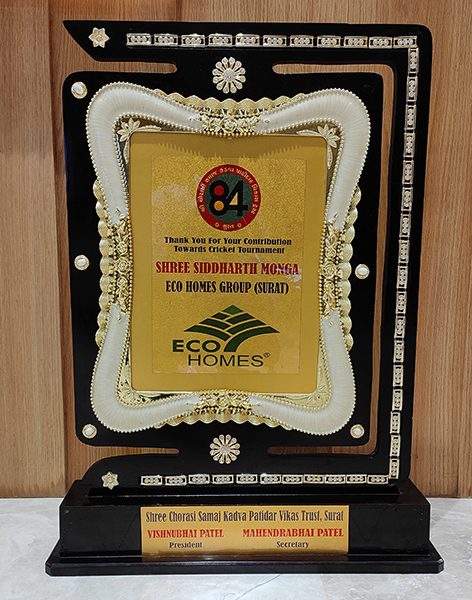 84
Thank You For Your Contribution
Towards Cricket Tournament
SHREE SIDDHARTH MONGA
ECO HOMES GROUP (SURAT)
ECO
HOMES®
Shree Chorasi Samaj Kadva Patidar Vikas Trust, Surat
VISHNUBHAI PATEL MAHENDRABHAI PATEL
President Secretary